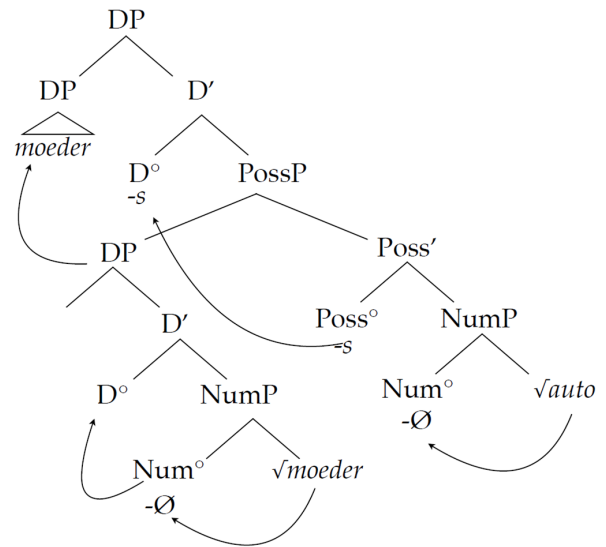 DP
DP D’
moeder
D° PossP
-s
DP Poss’
D’ Poss° NumP
-s
D° NumP Num° √auto
-Ø
Num° √moeder
-Ø